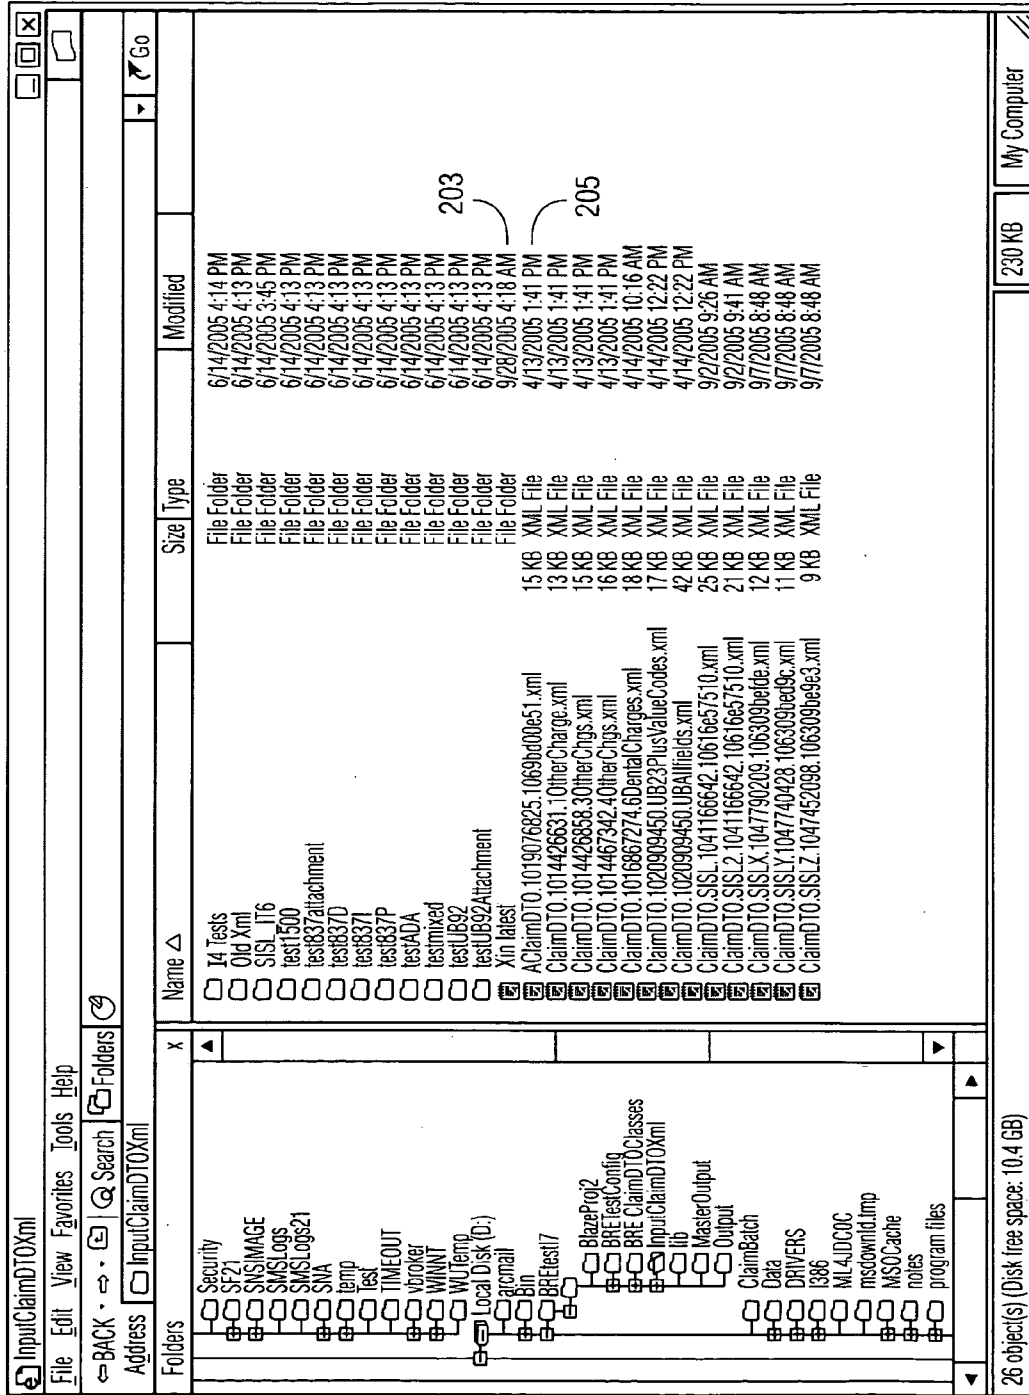 InputClaimDTOXml
File Edit View Favorites Tools Help
BACK Search Folders
Address InputClaimDTOXml Go
Folders X
Security
SF21
SNSIMAGE
SMSLogs
SMSLogs21
SNA
temp
Test
TIMEOUT
vbroker
WINNT
WUTemp
Local Disk (D:)
arcmail
Bin
BREtestI7
BlazeProj2
BRETestConfig
BRE ClaimDTOClasses
InputClaimDTOXml
lib
MasterOutput
Output
ClaimBatch
Data
DRIVERS
I386
ML4UDCOC
msdownld.tmp
MSOCache
notes
program files
Name Size Type Modified
I4 Tests File Folder 6/14/2005 4:14 PM
Old Xml File Folder 6/14/2005 4:13 PM
SISL_IT6 File Folder 6/14/2005 3:45 PM
test1500 File Folder 6/14/2005 4:13 PM
test837attachment File Folder 6/14/2005 4:13 PM
test837D File Folder 6/14/2005 4:13 PM
test837I File Folder 6/14/2005 4:13 PM
test837P File Folder 6/14/2005 4:13 PM
testADA File Folder 6/14/2005 4:13 PM
testmixed File Folder 6/14/2005 4:13 PM
testUB92 File Folder 6/14/2005 4:13 PM
testUB92Attachment File Folder 6/14/2005 4:13 PM
Xin latest File Folder 9/28/2005 4:18 AM
203
AClaimDTO.1019076825.1069bd00e51.xml 15 KB XML File 4/13/2005 1:41 PM
205
ClaimDTO.1014426631.1OtherCharge.xml 13 KB XML File 4/13/2005 1:41 PM
ClaimDTO.1014426858.3OtherChgs.xml 15 KB XML File 4/13/2005 1:41 PM
ClaimDTO.1014467342.4OtherChgs.xml 16 KB XML File 4/13/2005 1:41 PM
ClaimDTO.1016867274.6DentalCharges.xml 18 KB XML File 4/14/2005 10:16 AM
ClaimDTO.1020909450.UB23PlusValueCodes.xml 17 KB XML File 4/14/2005 12:22 PM
ClaimDTO.1020909450.UBAllfields.xml 42 KB XML File 4/14/2005 12:22 PM
ClaimDTO.SISL1.1041166642.10616e57510.xml 25 KB XML File 9/2/2005 9:26 AM
ClaimDTO.SISL2.1041166642.10616e57510.xml 21 KB XML File 9/2/2005 9:41 AM
ClaimDTO.SISLX.1047790209.106309befde.xml 12 KB XML File 9/7/2005 8:48 AM
ClaimDTO.SISLY.1047740428.106309bed9c.xml 11 KB XML File 9/7/2005 8:48 AM
ClaimDTO.SISLZ.1047452098.106309be9e3.xml 9 KB XML File 9/7/2005 8:48 AM
26 object(s) (Disk free space: 10.4 GB) 230 KB My Computer